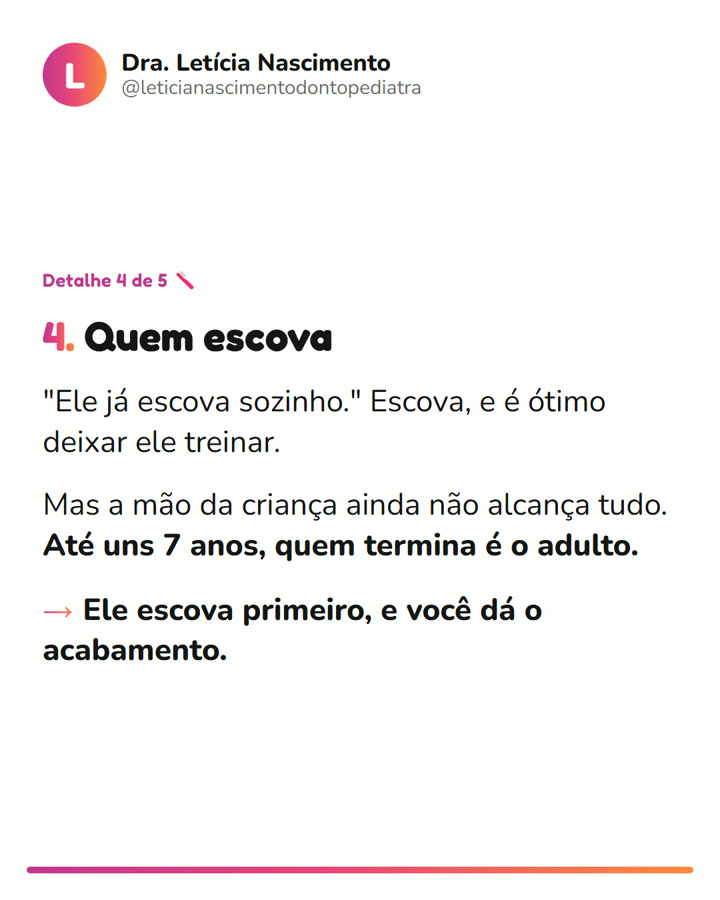 L
Dra. Letícia Nascimento
@leticianascimentodontopediatra
Detalhe 4 de 5
4. Quem escova
"Ele já escova sozinho." Escova, e é ótimo
deixar ele treinar.
Mas a mão da criança ainda não alcança tudo.
Até uns 7 anos, quem termina é o adulto.
→ Ele escova primeiro, e você dá o
acabamento.